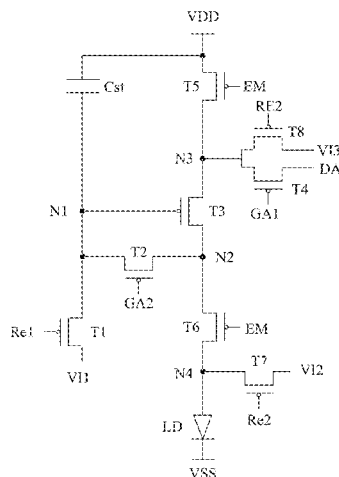 VDD
Cst
T5 EM
RE2
T8
N3 VI3
DA
T4
N1 T3 GA1
T2 N2
GA2
Re1 T1 T6 EM
VI1 T7
N4 VI2
Re2
LD
VSS